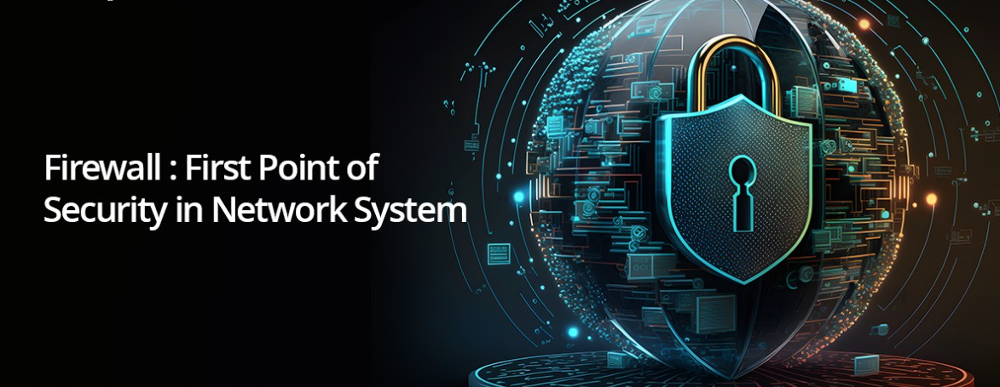 Firewall : First Point of
Security in Network System